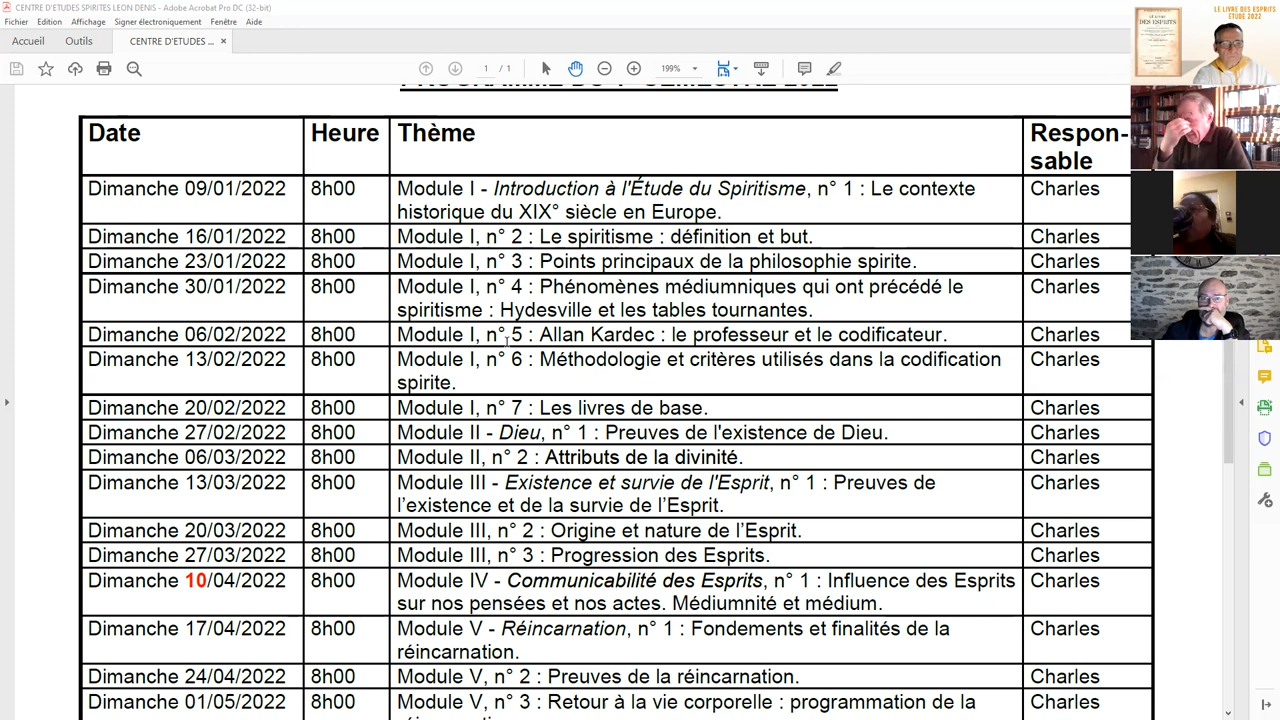 CENTRE D'ETUDES SPIRITES LEON DENIS - Adobe Acrobat Pro DC (32-bit)
Fichier Edition Affichage Signer électroniquement Fenêtre Aide
Accueil Outils CENTRE D'ETUDES ... ×
1 / 1 199%
LE LIVRE DES ESPRITS
ETUDE 2022
LE LIVRE
DES ESPRITS
Date Heure Thème Respon-
sable
Dimanche 09/01/2022 8h00 Module I - Introduction à l'Étude du Spiritisme, n° 1 : Le contexte Charles
historique du XIX° siècle en Europe.
Dimanche 16/01/2022 8h00 Module I, n° 2 : Le spiritisme : définition et but. Charles
Dimanche 23/01/2022 8h00 Module I, n° 3 : Points principaux de la philosophie spirite. Charles
Dimanche 30/01/2022 8h00 Module I, n° 4 : Phénomènes médiumniques qui ont précédé le Charles
spiritisme : Hydesville et les tables tournantes.
Dimanche 06/02/2022 8h00 Module I, n° 5 : Allan Kardec : le professeur et le codificateur. Charles
Dimanche 13/02/2022 8h00 Module I, n° 6 : Méthodologie et critères utilisés dans la codification Charles
spirite.
Dimanche 20/02/2022 8h00 Module I, n° 7 : Les livres de base. Charles
Dimanche 27/02/2022 8h00 Module II - Dieu, n° 1 : Preuves de l'existence de Dieu. Charles
Dimanche 06/03/2022 8h00 Module II, n° 2 : Attributs de la divinité. Charles
Dimanche 13/03/2022 8h00 Module III - Existence et survie de l'Esprit, n° 1 : Preuves de Charles
l’existence et de la survie de l’Esprit.
Dimanche 20/03/2022 8h00 Module III, n° 2 : Origine et nature de l’Esprit. Charles
Dimanche 27/03/2022 8h00 Module III, n° 3 : Progression des Esprits. Charles
Dimanche 10/04/2022 8h00 Module IV - Communicabilité des Esprits, n° 1 : Influence des Esprits Charles
sur nos pensées et nos actes. Médiumnité et médium.
Dimanche 17/04/2022 8h00 Module V - Réincarnation, n° 1 : Fondements et finalités de la Charles
réincarnation.
Dimanche 24/04/2022 8h00 Module V, n° 2 : Preuves de la réincarnation. Charles
Dimanche 01/05/2022 8h00 Module V, n° 3 : Retour à la vie corporelle : programmation de la Charles